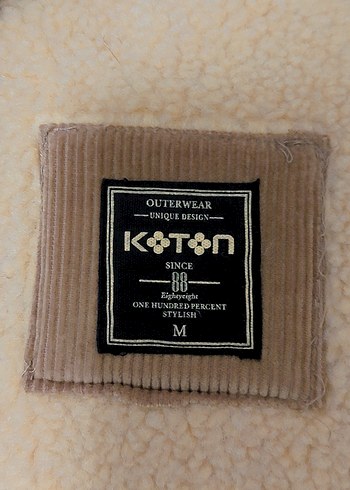 OUTERWEAR
UNIQUE DESIGN
KOTON
SINCE
88
Eightyeight
ONE HUNDRED PERCENT
STYLISH
M